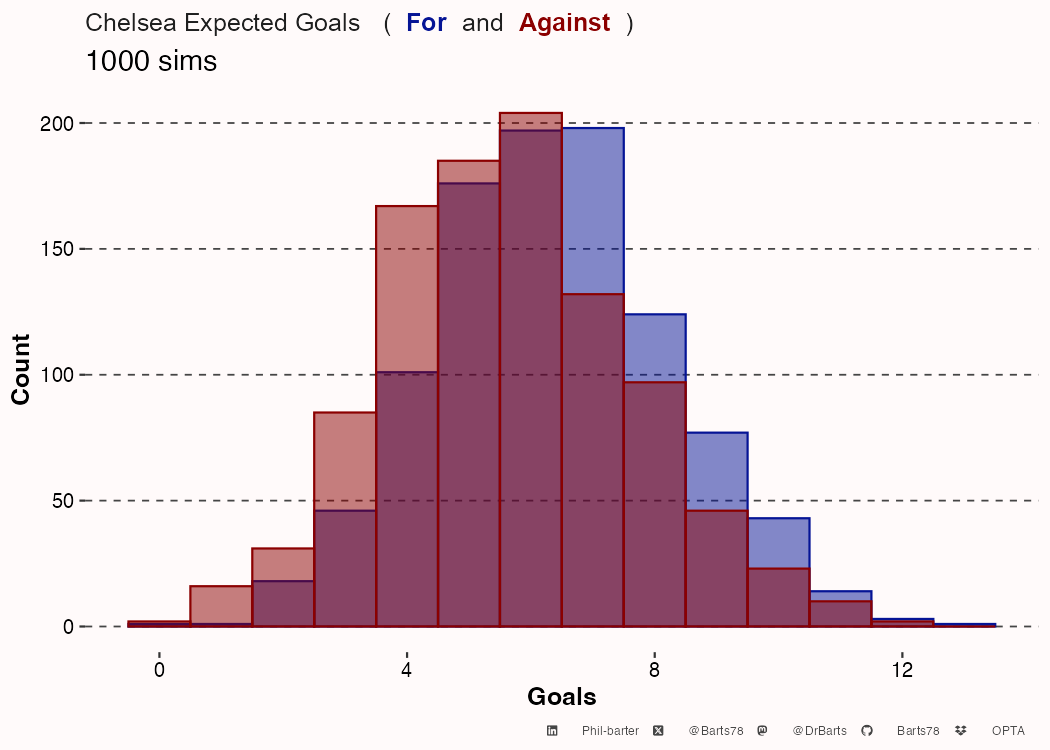 Chelsea Expected Goals ( For and Against )
1000 sims
200
150
100
50
0
Count
0 4 8 12
Goals
Phil-barter @Barts78 @DrBarts Barts78 OPTA